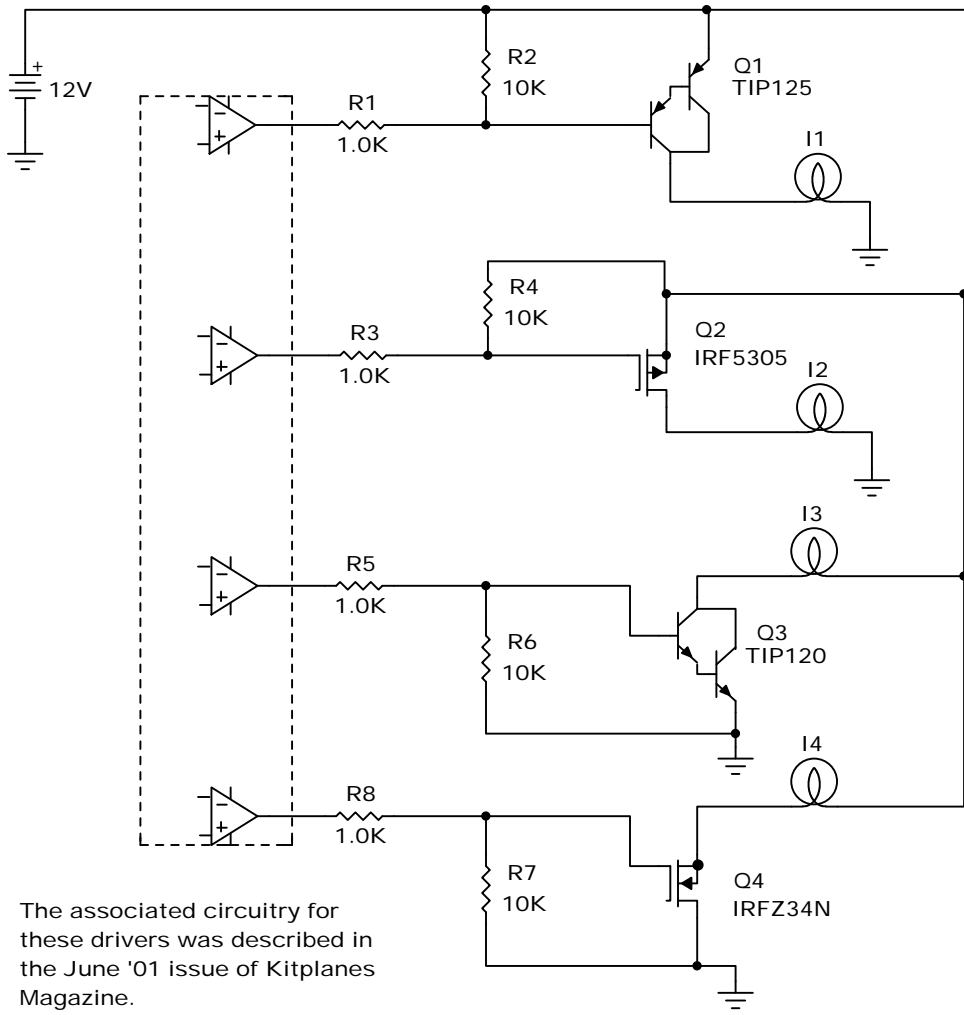 R2
10K
Q1
TIP125
+
12V
R1
1.0K
I1
−
+
R4
10K
Q2
IRF5305
R3
1.0K
I2
−
+
I3
R5
1.0K
−
+
R6
10K
Q3
TIP120
I4
R8
1.0K
−
+
R7
10K
Q4
IRFZ34N
The associated circuitry for
these drivers was described in
the June '01 issue of Kitplanes
Magazine.